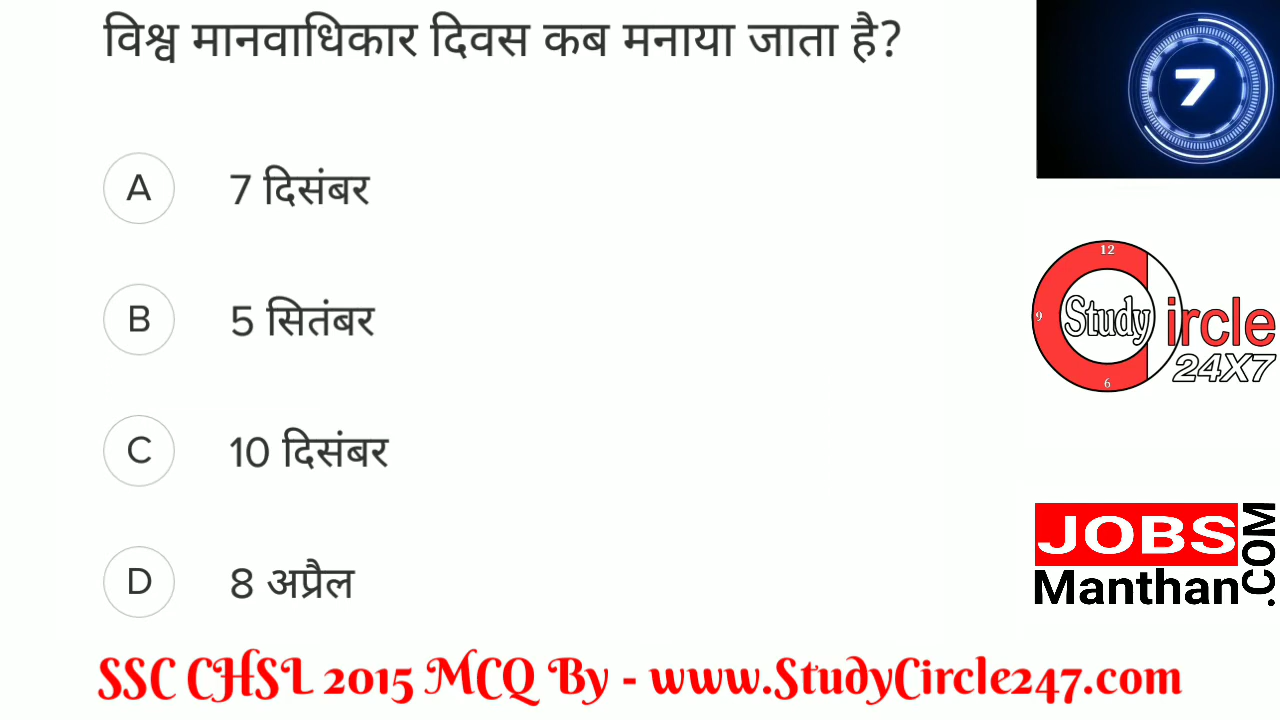 विश्व मानवाधिकार दिवस कब मनाया जाता है?
7
A 7 दिसंबर
B 5 सितंबर
C 10 दिसंबर
D 8 अप्रैल
12
9
6
Study Circle
24X7
JOBS
Manthan
.COM
SSC CHSL 2015 MCQ By - www.StudyCircle247.com